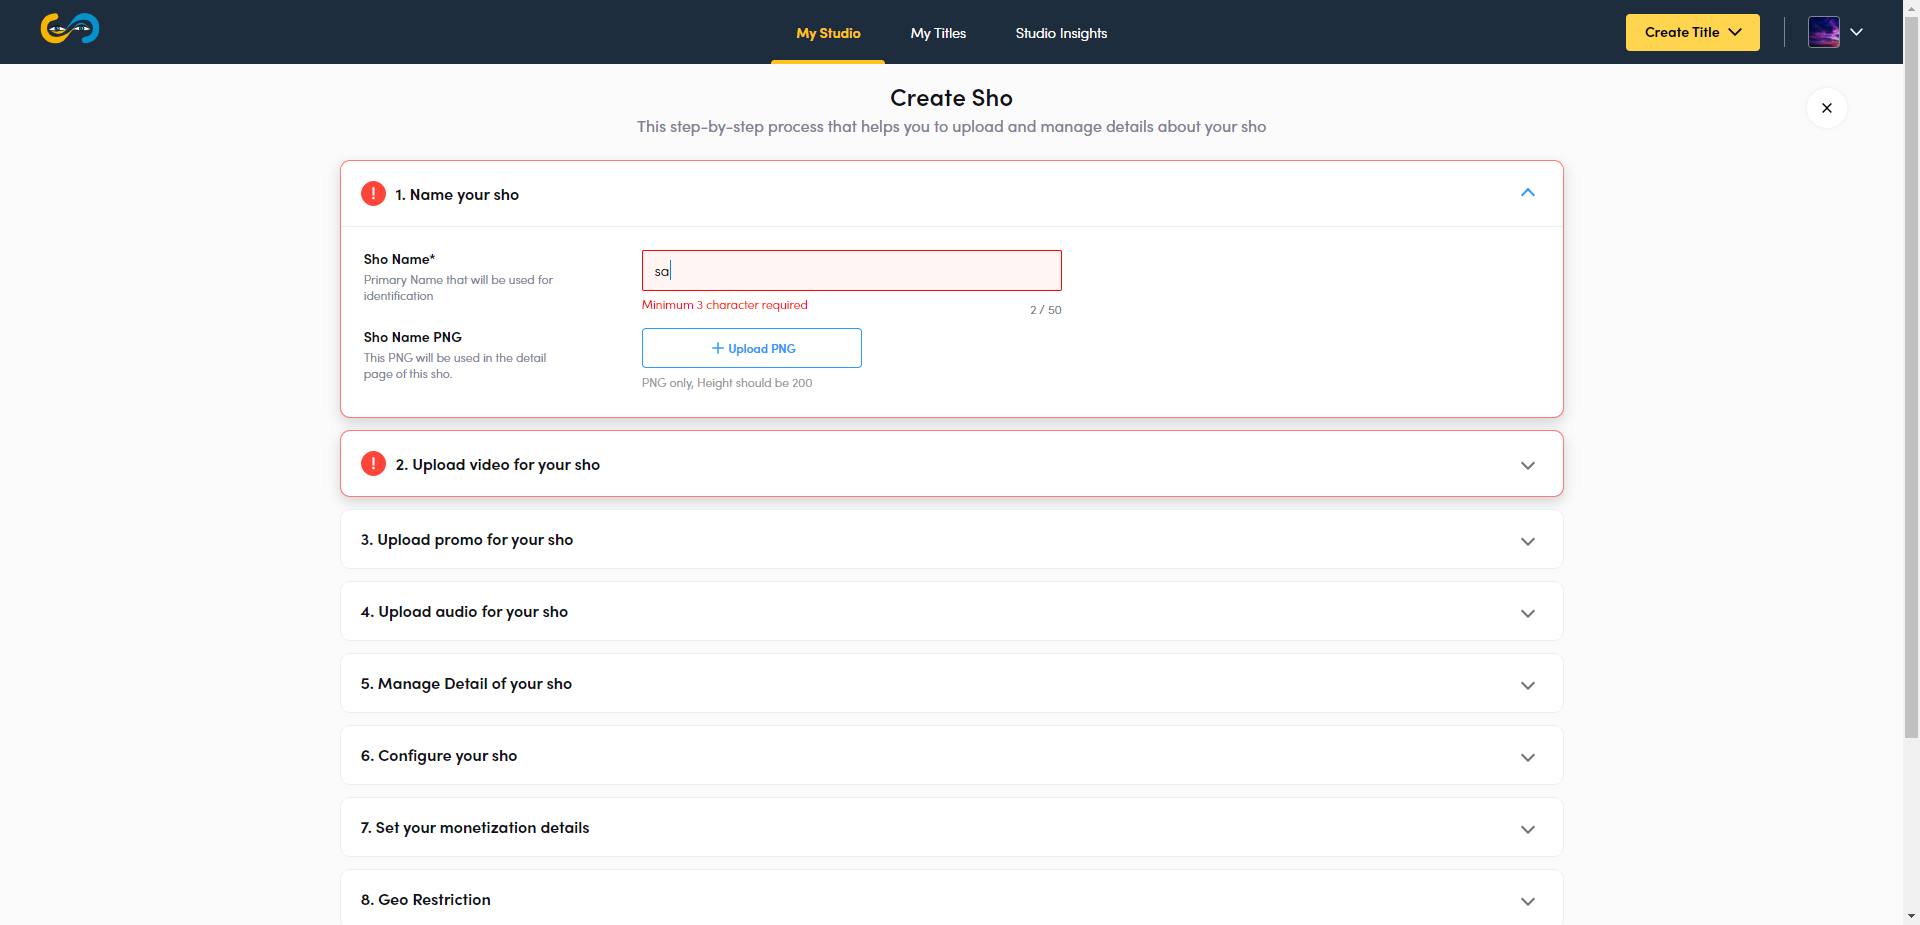 My Studio
My Titles
Studio Insights
Create Title
Create Sho
This step-by-step process that helps you to upload and manage details about your sho
1. Name your sho
Sho Name*
Primary Name that will be used for
identification
sa
Minimum 3 character required
2 / 50
Sho Name PNG
This PNG will be used in the detail
page of this sho.
Upload PNG
PNG only, Height should be 200
2. Upload video for your sho
3. Upload promo for your sho
4. Upload audio for your sho
5. Manage Detail of your sho
6. Configure your sho
7. Set your monetization details
8. Geo Restriction